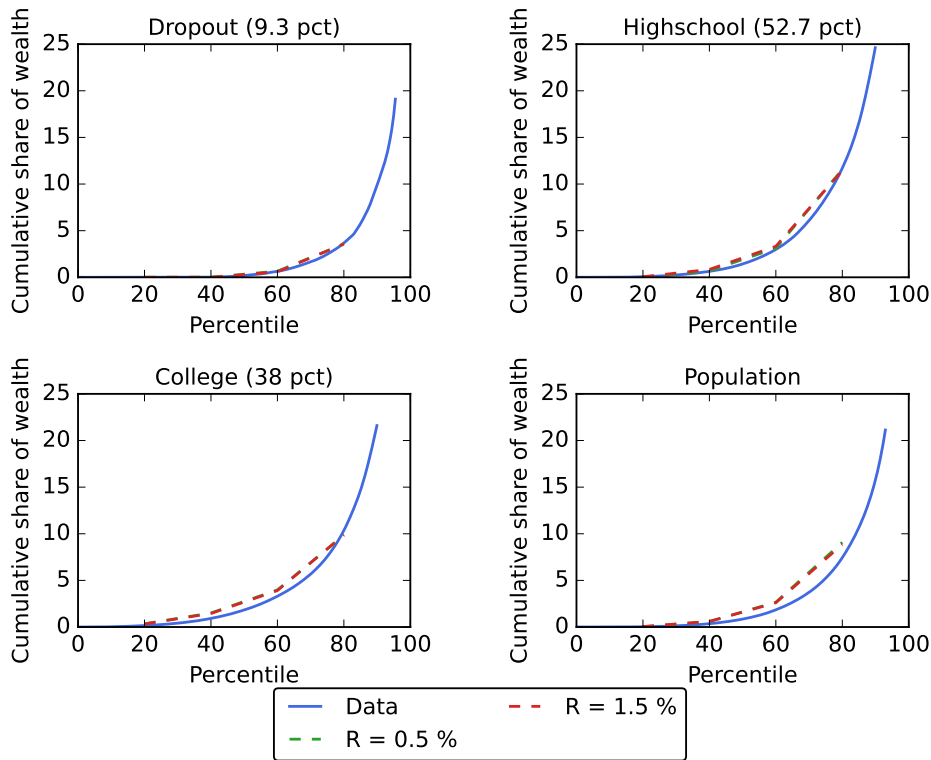 Dropout (9.3 pct)
Cumulative share of wealth
25
20
15
10
5
0
0 20 40 60 80 100
Percentile
Highschool (52.7 pct)
Cumulative share of wealth
25
20
15
10
5
0
0 20 40 60 80 100
Percentile
College (38 pct)
Cumulative share of wealth
25
20
15
10
5
0
0 20 40 60 80 100
Percentile
Population
Cumulative share of wealth
25
20
15
10
5
0
0 20 40 60 80 100
Percentile
Data
R = 0.5 %
R = 1.5 %